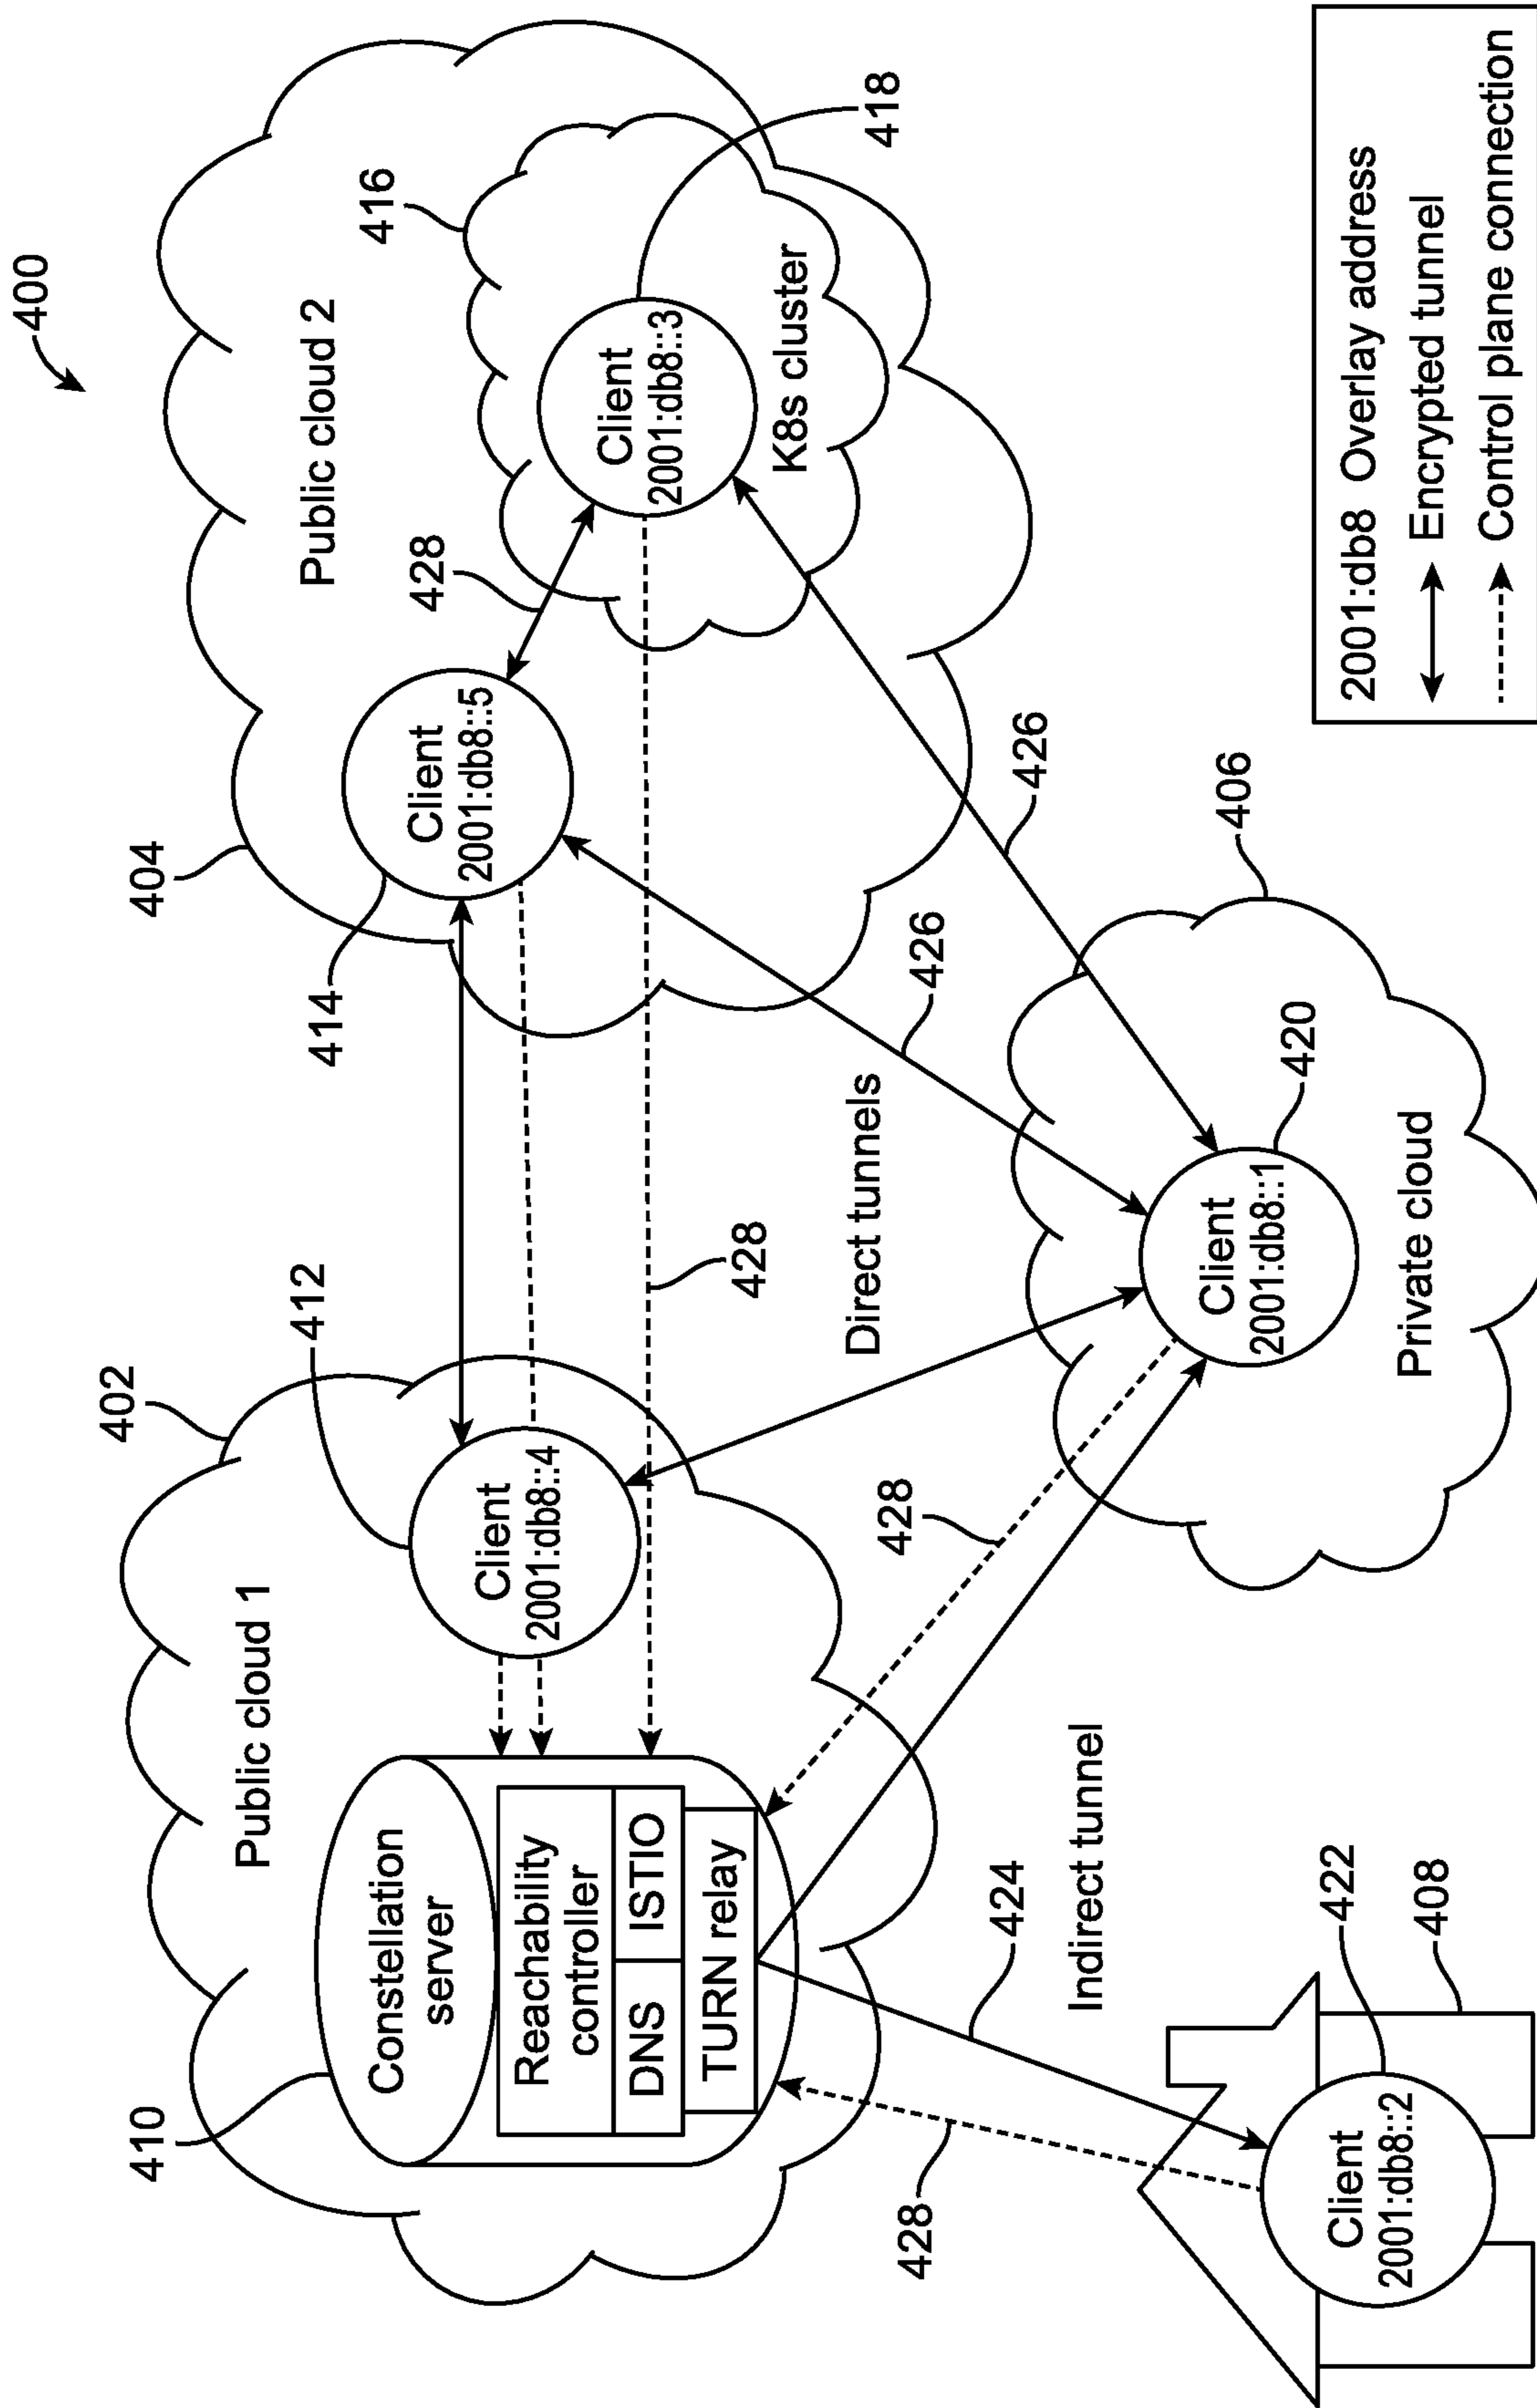 400
402
Public cloud 1
410
Constellation
server
Reachability
controller
DNS
ISTIO
TURN relay
412
Client
2001:db8::4
404
Public cloud 2
414
Client
2001:db8::5
428
416
Client
2001:db8::3
K8s cluster
418
428
Direct tunnels
426
426
428
406
420
Client
2001:db8::1
Private cloud
428
424
Indirect tunnel
422
408
Client
2001:db8::2
2001:db8 Overlay address
Encrypted tunnel
Control plane connection